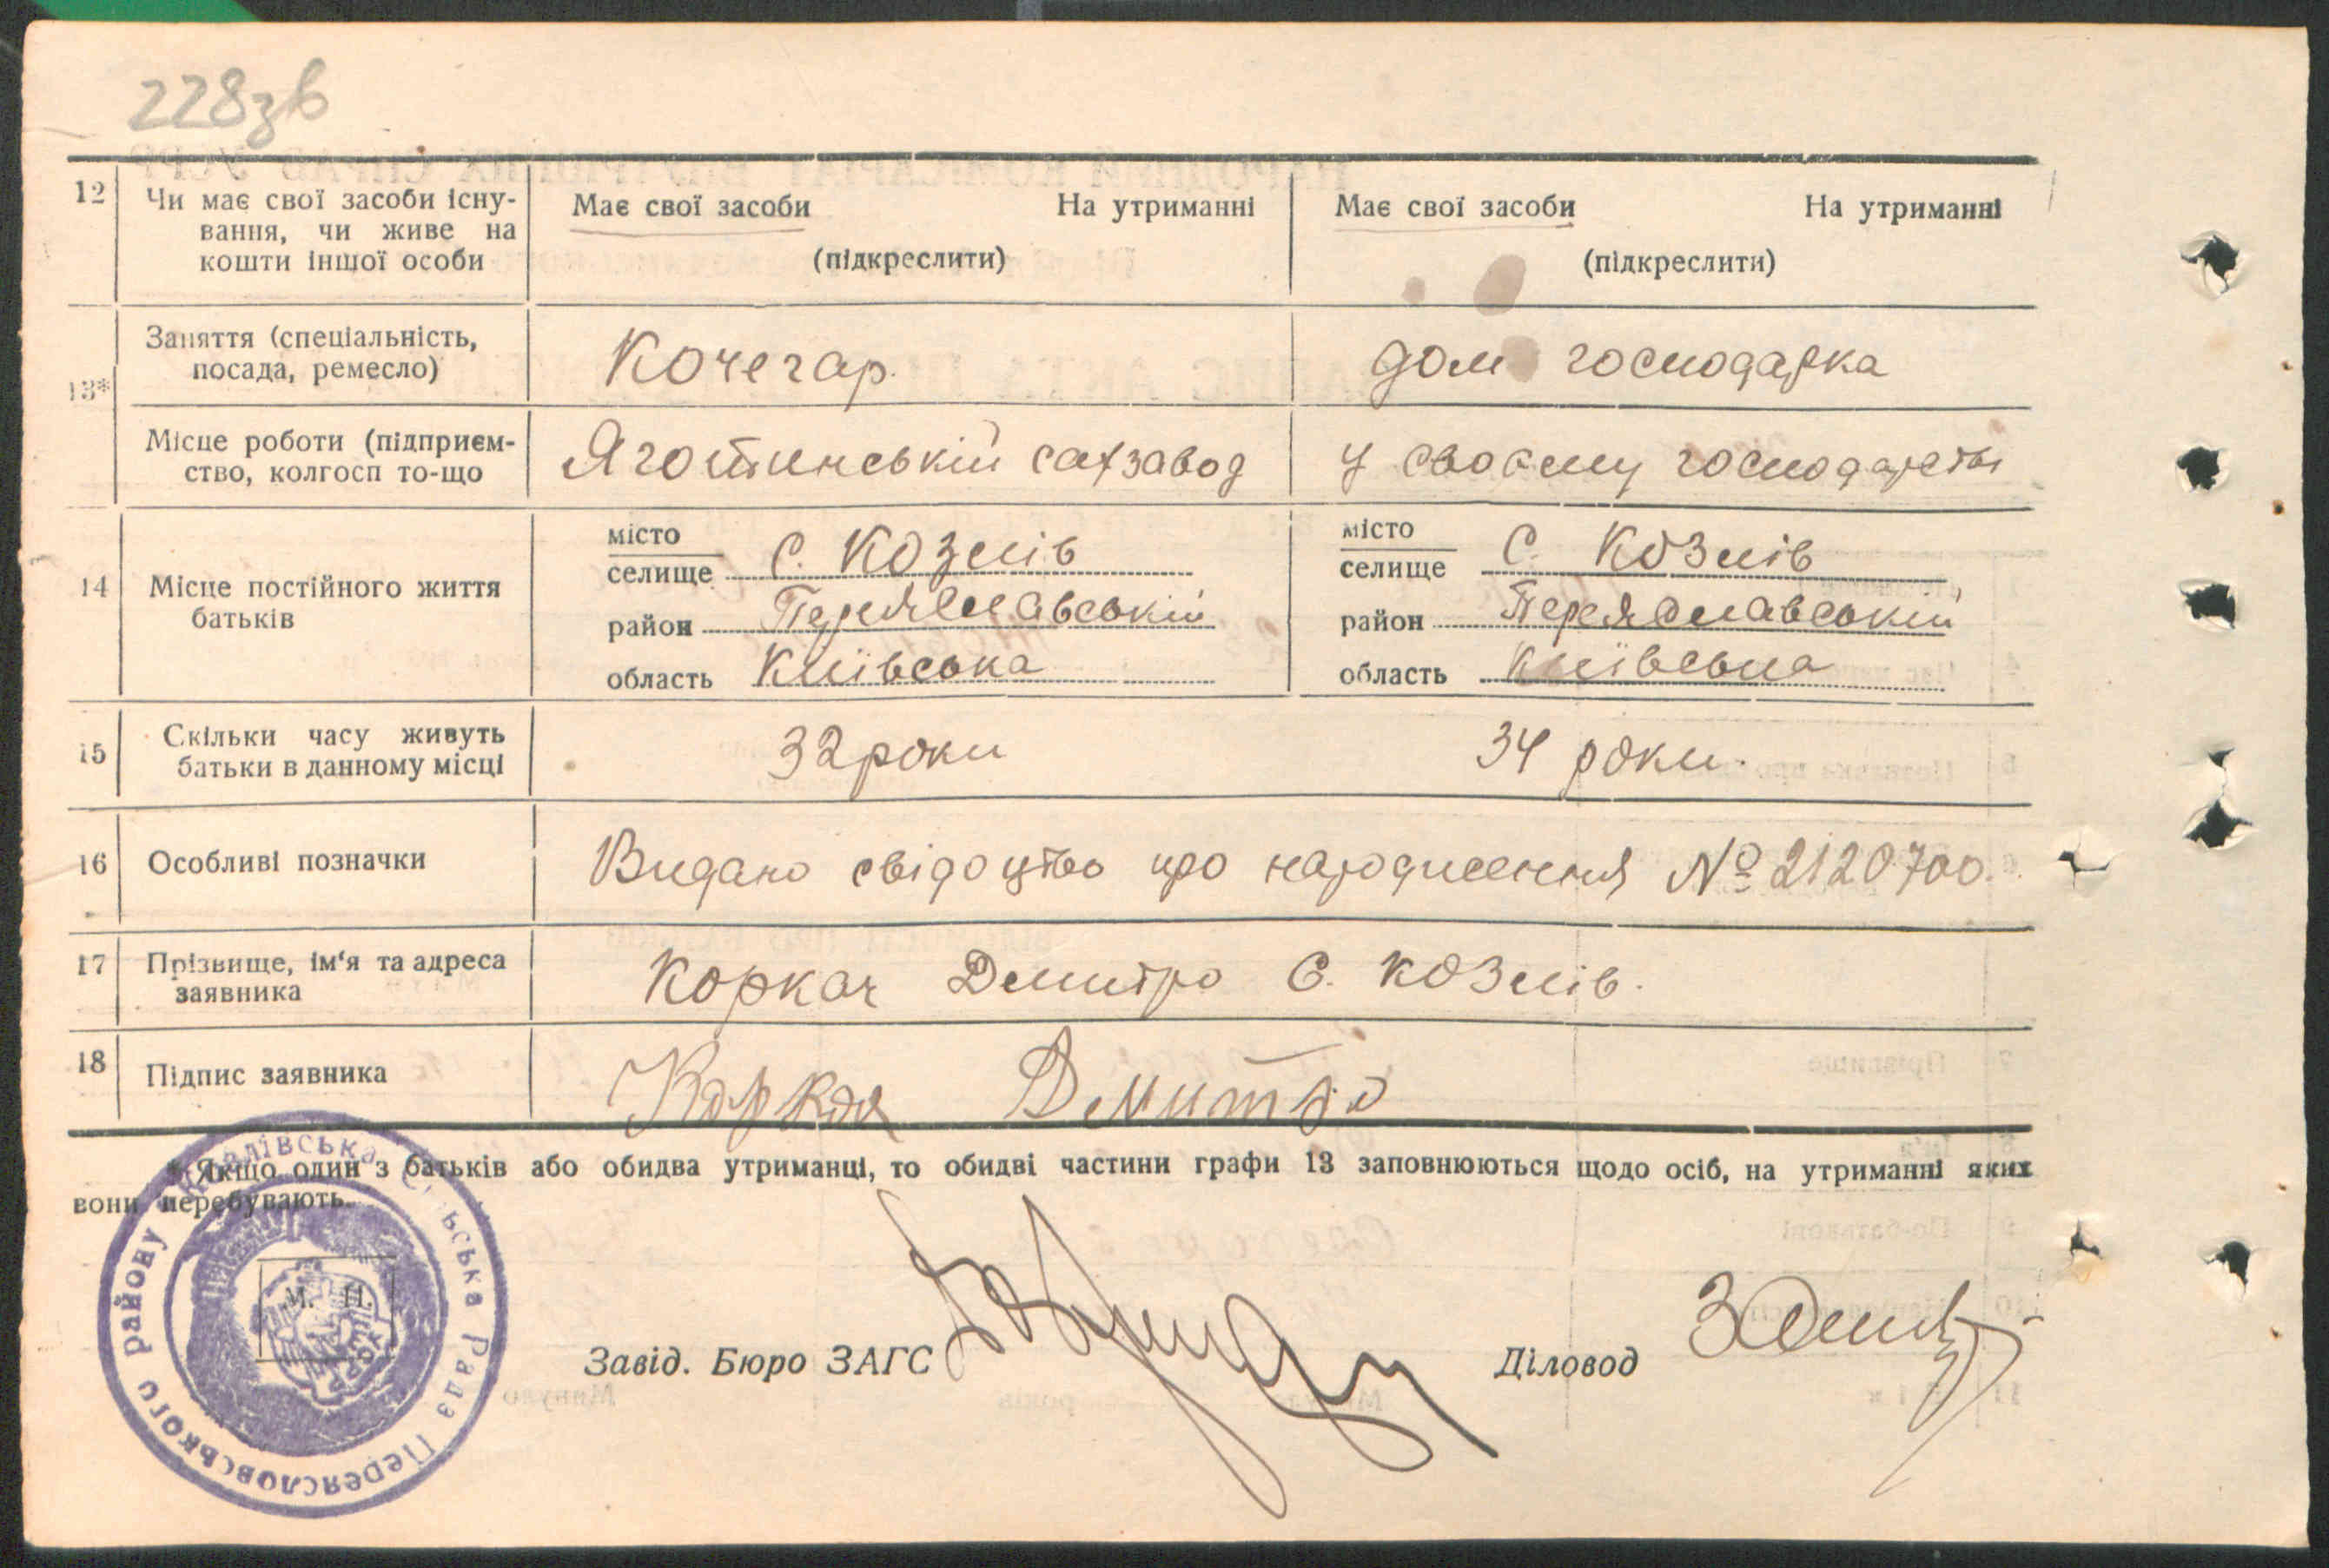 228зв
12 Чи має свої засоби існу- Має свої засоби На утриманні Має свої засоби На утриманні
вання, чи живе на
кошти іншої особи (підкреслити) (підкреслити)
13* Заняття (спеціальність, Кочегар. дом господарка
посада, ремесло)
Місце роботи (підприєм- Яготинський сахзавод у своєму господарстві
ство, колгосп то-що
14 Місце постійного життя батьків
місто селище с. Козлів місто селище с. Козлів
район Переяславський район Переяславський
область Київська область Київська
15 Скільки часу живуть 32 роки 34 роки.
батьки в данному місці
16 Особливі позначки Видано свідоцтво про народження № 2120700.
17 Прізвище, ім'я та адреса Коркач Дмитро с. Козлів.
заявника
18 Підпис заявника Коркач Дмитро
* Якщо один з батьків або обидва утриманці, то обидві частини графи 13 заповнюються щодо осіб, на утриманні яких
вони перебувають.
Козлівська Сільська Рада Переясловського району
М. П.
Завід. Бюро ЗАГС Діловод